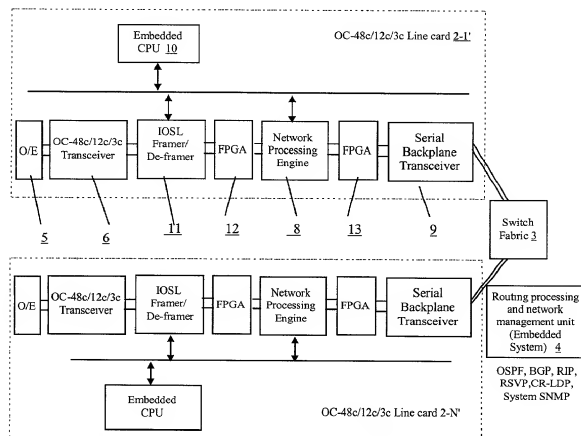 Embedded
CPU 10
OC-48c/12c/3c Line card 2-1'
O/E
OC-48c/12c/3c
Transceiver
IOSL
Framer/
De-framer
FPGA
Network
Processing
Engine
FPGA
Serial
Backplane
Transceiver
5
6
11
12
8
13
9
Switch
Fabric 3
O/E
OC-48c/12c/3c
Transceiver
IOSL
Framer/
De-framer
FPGA
Network
Processing
Engine
FPGA
Serial
Backplane
Transceiver
Routing processing
and network
management unit
(Embedded
System) 4
OSPF, BGP, RIP,
RSVP,CR-LDP,
System SNMP
Embedded
CPU
OC-48c/12c/3c Line card 2-N'